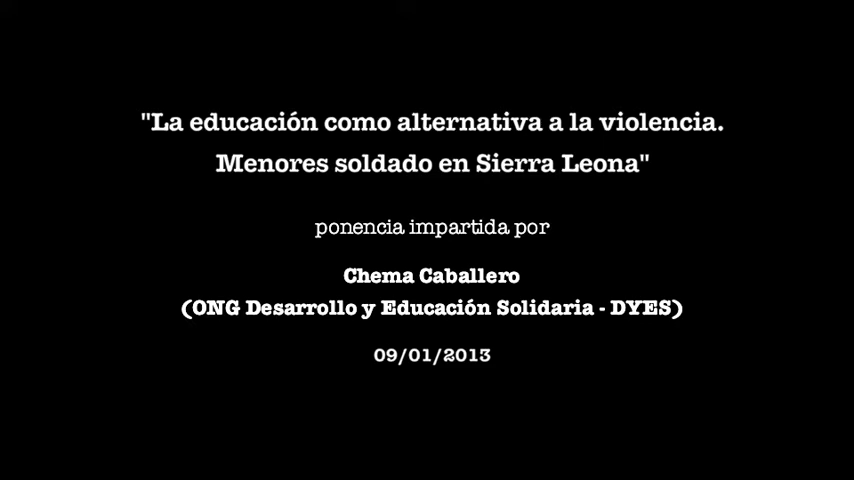 "La educación como alternativa a la violencia.
Menores soldado en Sierra Leona"
ponencia impartida por
Chema Caballero
(ONG Desarrollo y Educación Solidaria - DYES)
09/01/2013